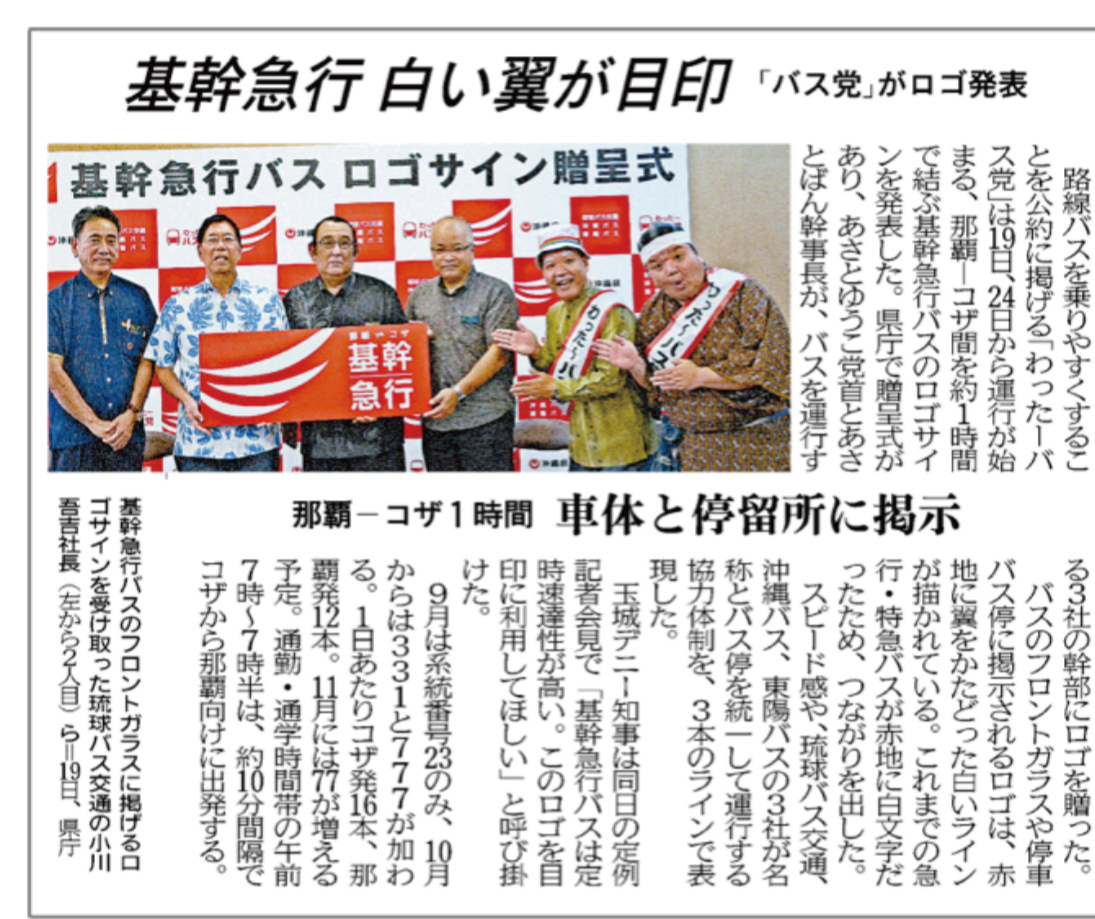 基幹急行 白い翼が目印
「バス党」がロゴ発表
基幹急行バス ロゴサイン贈呈式
基幹
急行
路線バスを乗りやすくするこ
とを公約に掲げる「わったーバ
ス党」は19日、24日から運行が始
まる、那覇―コザ間を約1時間
で結ぶ基幹急行バスのロゴサイ
ンを発表した。県庁で贈呈式が
あり、あさとゆうこ党首とあさ
とばん幹事長が、バスを運行す
那覇―コザ1時間 車体と停留所に掲示
る3社の幹部にロゴを贈った。
バスのフロントガラスや停車
バス停に掲示されるロゴは、赤
地に翼をかたどった白いライン
が描かれている。これまでの急
行・特急バスが赤地に白文字だ
ったため、つながりを出した。
スピード感や、琉球バス交通、
沖縄バス、東陽バスの3社が名
称とバス停を統一して運行する
協力体制を、3本のラインで表
現した。
玉城デニー知事は同日の定例
記者会見で「基幹急行バスは定
時速達性が高い。このロゴを目
印に利用してほしい」と呼び掛
けた。
9月は系統番号23のみ、10月
からは331と777が加わ
る。1日あたりコザ発16本、那
覇発12本。11月には77が増える
予定。通勤・通学時間帯の午前
7時〜7時半は、約10分間隔で
コザから那覇向けに出発する。
基幹急行バスのフロントガラスに掲げるロ
ゴサインを受け取った琉球バス交通の小川
吾吉社長（左から2人目）ら＝19日、県庁